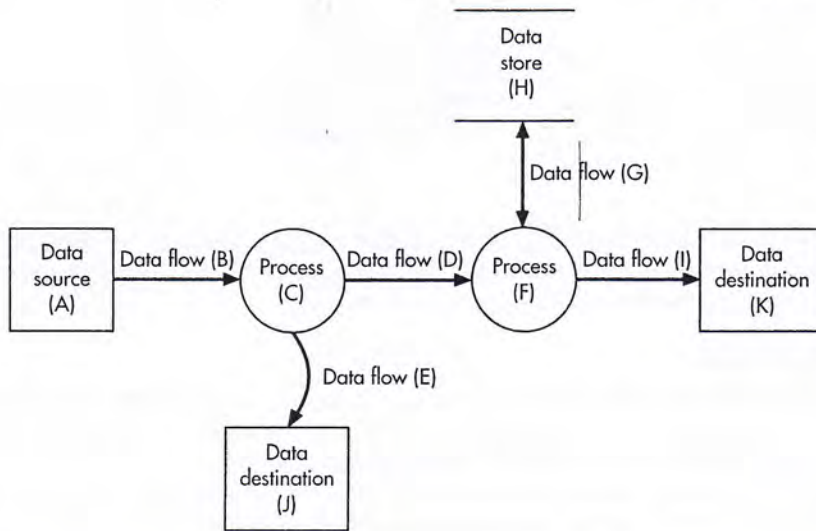 Data
store
(H)
Data flow (G)
Data
source
(A)
Data flow (B)
Process
(C)
Data flow (D)
Process
(F)
Data flow (I)
Data
destination
(K)
Data flow (E)
Data
destination
(J)